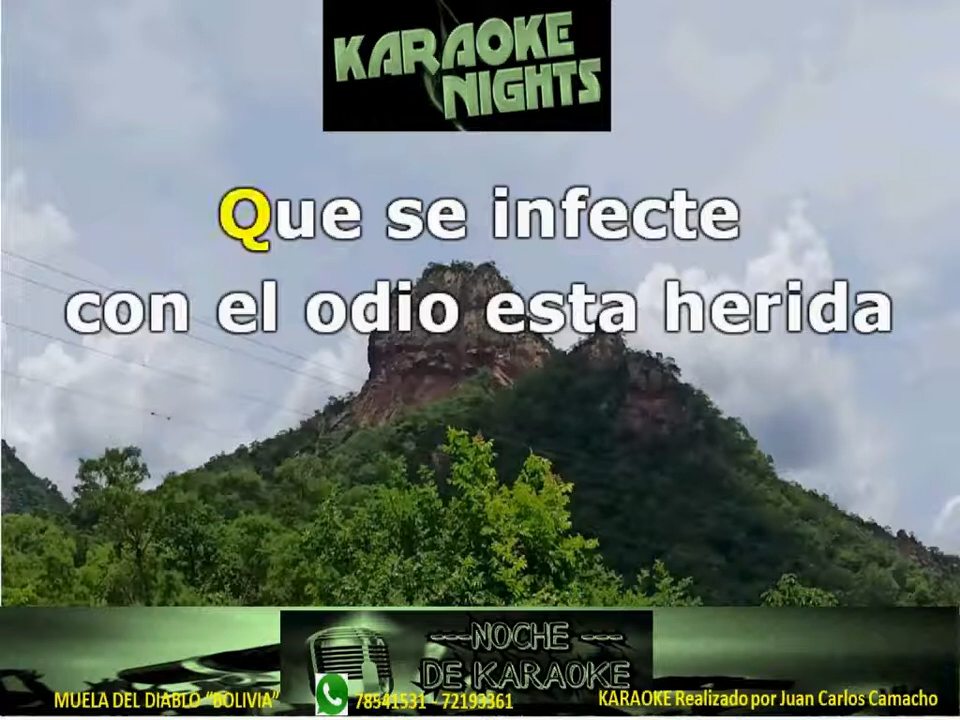 KARAOKE
NIGHTS
Que se infecte
con el odio esta herida
---NOCHE ---
DE KARAOKE
MUELA DEL DIABLO "BOLIVIA"
78541531 - 72193361
KARAOKE Realizado por Juan Carlos Camacho